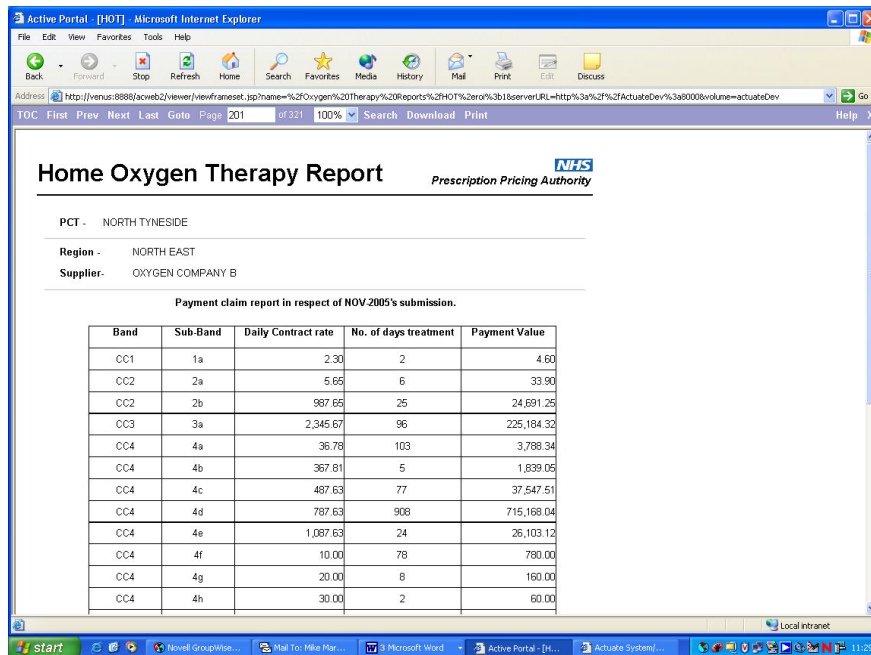 Active Portal - [HOT] - Microsoft Internet Explorer
File Edit View Favorites Tools Help
Back Forward Stop Refresh Home Search Favorites Media History Mail Print Edit Discuss
Address http://venus:8888/acweb2/viewer/viewframeset.jsp?name=%2fOxygen%20Therapy%20Reports%2fHOT%2eroi%3b1&serverURL=http%3a%2f%2fActuateDev%3a8000&volume=actuateDev Go
TOC First Prev Next Last Goto Page 201 of 321 100% Search Download Print Help X
Home Oxygen Therapy Report
NHS
Prescription Pricing Authority
PCT - NORTH TYNESIDE
Region - NORTH EAST
Supplier- OXYGEN COMPANY B
Payment claim report in respect of NOV-2005's submission.
Band Sub-Band Daily Contract rate No. of days treatment Payment Value
CC1 1a 2.30 2 4.60
CC2 2a 5.65 6 33.90
CC2 2b 987.65 25 24,691.25
CC3 3a 2,345.67 96 225,184.32
CC4 4a 36.78 103 3,788.34
CC4 4b 367.81 5 1,839.05
CC4 4c 487.63 77 37,547.51
CC4 4d 787.63 908 715,168.04
CC4 4e 1,087.63 24 26,103.12
CC4 4f 10.00 78 780.00
CC4 4g 20.00 8 160.00
CC4 4h 30.00 2 60.00
Local intranet
start Novell GroupWise... Mail To: Mike Mar... 3 Microsoft Word Active Portal - [H... Actuate System/... 11:29